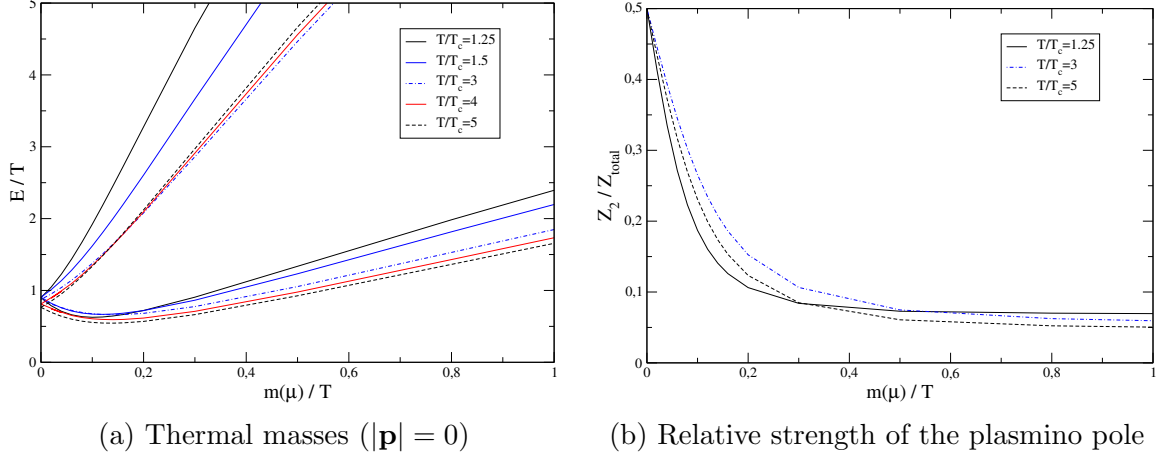 5
4
3
2
1
0
E / T
T/T_c=1.25
T/T_c=1.5
T/T_c=3
T/T_c=4
T/T_c=5
0 0,2 0,4 0,6 0,8 1
m(μ) / T
(a) Thermal masses (|p| = 0)
0,5
0,4
0,3
0,2
0,1
0
Z_2 / Z_total
T/T_c=1.25
T/T_c=3
T/T_c=5
0 0,2 0,4 0,6 0,8 1
m(μ) / T
(b) Relative strength of the plasmino pole